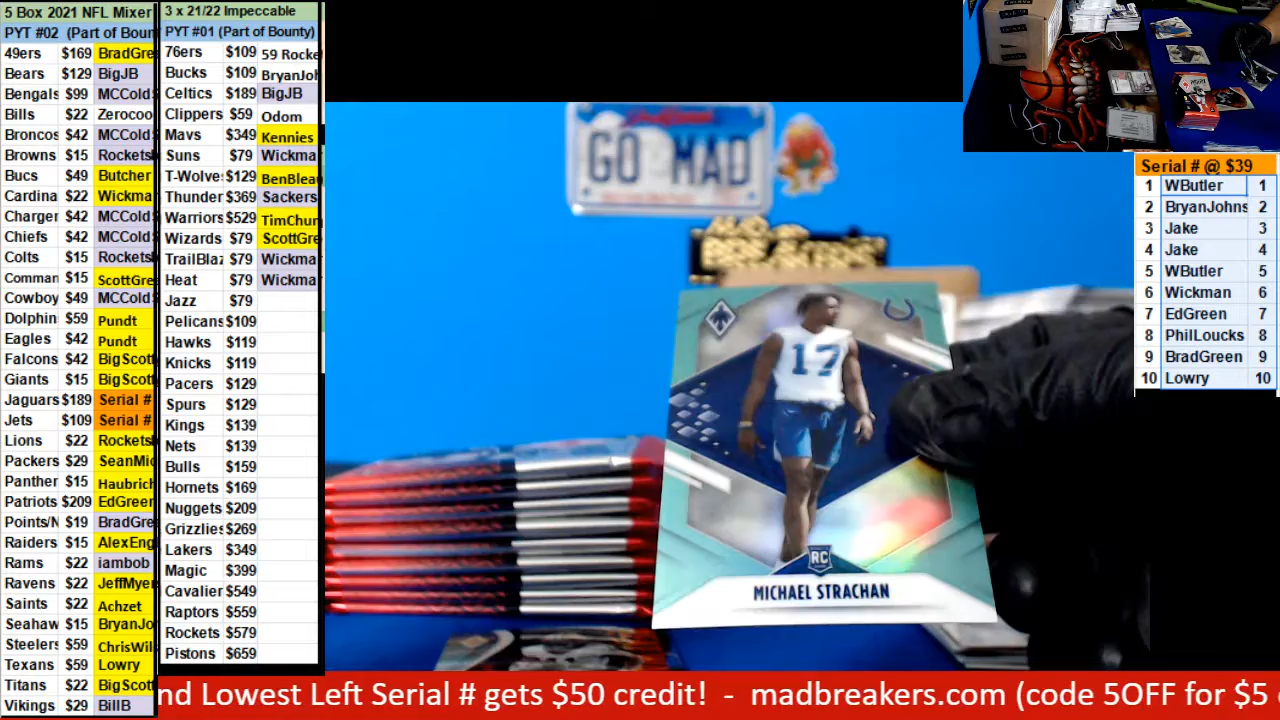 5 Box 2021 NFL Mixer
PYT #02 (Part of Boun
49ers $169 BradGre
Bears $129 BigJB
Bengals $99 MCCold
Bills $22 Zerocoo
Broncos $42 MCCold
Browns $15 Rockets
Bucs $49 Butcher
Cardina $22 Wickma
Charger $42 MCCold
Chiefs $42 MCCold
Colts $15 Rockets
Comman $15 ScottGre
Cowboy $49 MCCold
Dolphin $59 Pundt
Eagles $42 Pundt
Falcons $42 BigScott
Giants $15 BigScott
Jaguars $189 Serial #
Jets $109 Serial #
Lions $22 Rockets
Packers $29 SeanMic
Panther $15 Haubrich
Patriots $209 EdGreen
Points/N $19 BradGre
Raiders $15 AlexEng
Rams $22 iambob
Ravens $22 JeffMyer
Saints $22 Achzet
Seahaw $15 BryanJo
Steelers $59 ChrisWil
Texans $59 Lowry
Titans $22 BigScott
Vikings $29 BillB
3 x 21/22 Impeccable
PYT #01 (Part of Bounty)
76ers $109 59 Rocke
Bucks $109 BryanJoh
Celtics $189 BigJB
Clippers $59 Odom
Mavs $349 Kennies
Suns $79 Wickma
T-Wolve $129 BenBleau
Thunder $369 Sackers
Warriors $529 TimChun
Wizards $79 ScottGre
TrailBlaz $79 Wickma
Heat $79 Wickma
Jazz $79
Pelicans $109
Hawks $119
Knicks $119
Pacers $129
Spurs $129
Kings $139
Nets $139
Bulls $159
Hornets $169
Nuggets $209
Grizzlies $269
Lakers $349
Magic $399
Cavalier $549
Raptors $559
Rockets $579
Pistons $659
GO MAD
17
RC
MICHAEL STRACHAN
Serial # @ $39
1 WButler 1
2 BryanJohns 2
3 Jake 3
4 Jake 4
5 WButler 5
6 Wickman 6
7 EdGreen 7
8 PhilLoucks 8
9 BradGreen 9
10 Lowry 10
nd Lowest Left Serial # gets $50 credit! - madbreakers.com (code 5OFF for $5